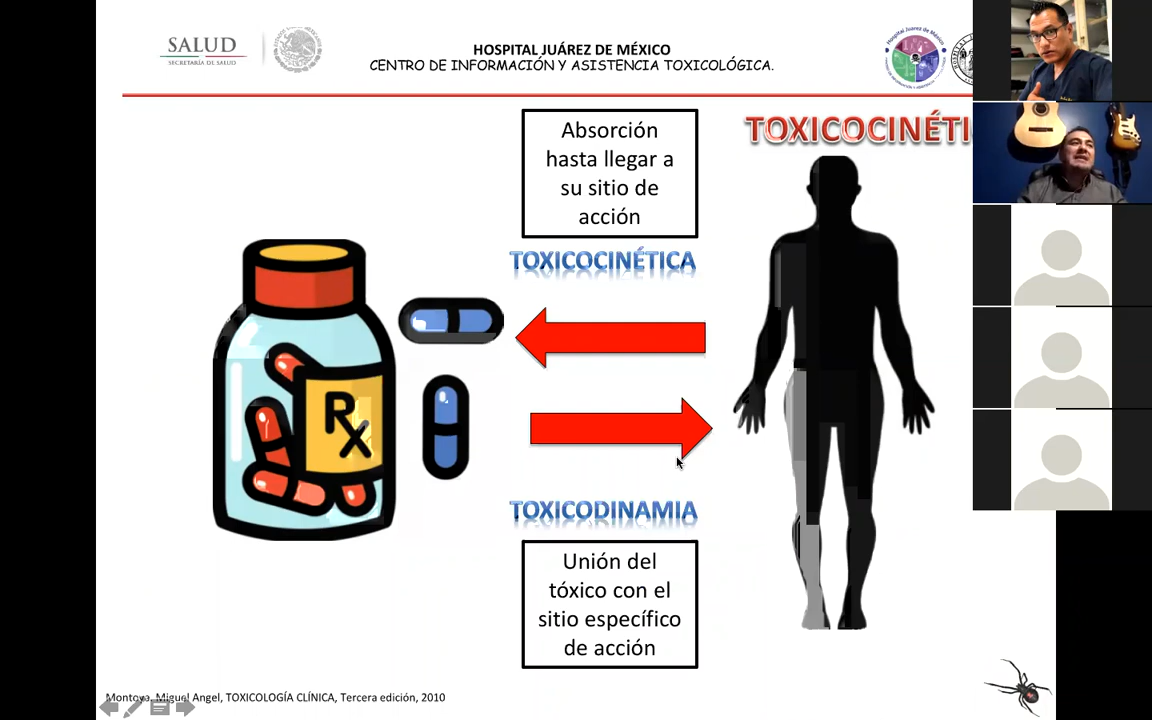 SALUD
SECRETARÍA DE SALUD
HOSPITAL JUÁREZ DE MÉXICO
CENTRO DE INFORMACIÓN Y ASISTENCIA TOXICOLÓGICA.
Absorción
hasta llegar a
su sitio de
acción
TOXICOCINÉTI
TOXICOCINÉTICA
Rx
TOXICODINAMIA
Unión del
tóxico con el
sitio específico
de acción
Montoya, Miguel Angel, TOXICOLOGÍA CLÍNICA, Tercera edición, 2010